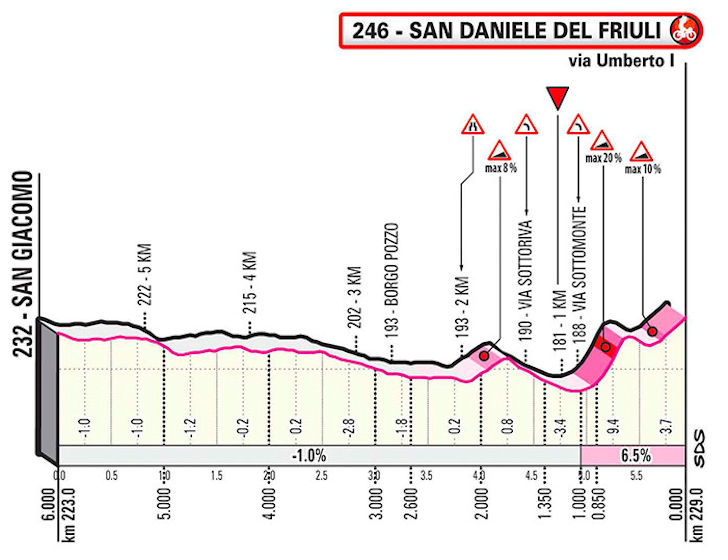 246 - SAN DANIELE DEL FRIULI
via Umberto I
max 8 %
max 20 %
max 10 %
232 - SAN GIACOMO
222 - 5 KM
215 - 4 KM
202 - 3 KM
193 - BORGO POZZO
193 - 2 KM
190 - VIA SOTTORIVA
181 - 1 KM
188 - VIA SOTTOMONTE
-1.0
-1.0
-1.2
-0.2
0.2
-2.8
-1.8
0.2
0.8
-3.4
9.4
3.7
-1.0%
6.5%
SDS
0.0
0.5
1.0
1.5
2.0
2.5
3.0
3.5
4.0
4.5
5.0
5.5
6.000
5.000
4.000
3.000
2.600
2.000
1.350
1.000
0.850
0.000
km 223.0
km 229.0